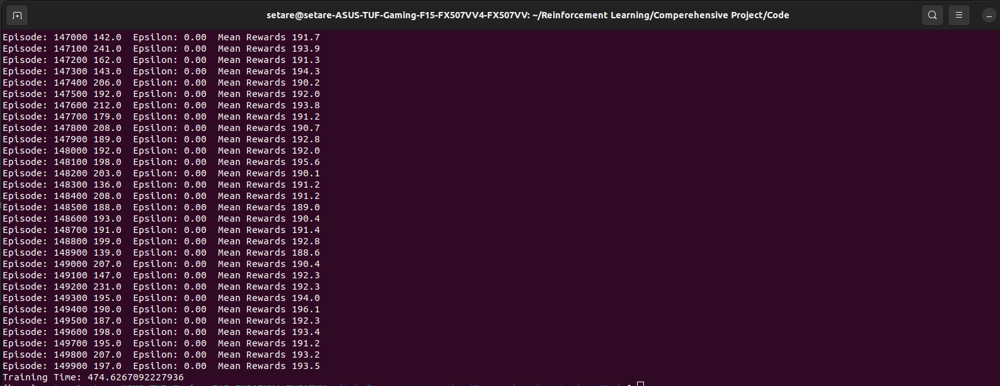 setare@setare-ASUS-TUF-Gaming-F15-FX507VV4-FX507VV: ~/Reinforcement Learning/Comperehensive Project/Code
Episode: 147000 142.0  Epsilon: 0.00  Mean Rewards 191.7
Episode: 147100 241.0  Epsilon: 0.00  Mean Rewards 193.9
Episode: 147200 162.0  Epsilon: 0.00  Mean Rewards 191.3
Episode: 147300 143.0  Epsilon: 0.00  Mean Rewards 194.3
Episode: 147400 206.0  Epsilon: 0.00  Mean Rewards 190.2
Episode: 147500 192.0  Epsilon: 0.00  Mean Rewards 192.0
Episode: 147600 212.0  Epsilon: 0.00  Mean Rewards 193.8
Episode: 147700 179.0  Epsilon: 0.00  Mean Rewards 191.2
Episode: 147800 208.0  Epsilon: 0.00  Mean Rewards 190.7
Episode: 147900 189.0  Epsilon: 0.00  Mean Rewards 192.8
Episode: 148000 192.0  Epsilon: 0.00  Mean Rewards 192.0
Episode: 148100 198.0  Epsilon: 0.00  Mean Rewards 195.6
Episode: 148200 203.0  Epsilon: 0.00  Mean Rewards 190.1
Episode: 148300 136.0  Epsilon: 0.00  Mean Rewards 191.2
Episode: 148400 208.0  Epsilon: 0.00  Mean Rewards 191.2
Episode: 148500 188.0  Epsilon: 0.00  Mean Rewards 189.0
Episode: 148600 193.0  Epsilon: 0.00  Mean Rewards 190.4
Episode: 148700 191.0  Epsilon: 0.00  Mean Rewards 191.4
Episode: 148800 199.0  Epsilon: 0.00  Mean Rewards 192.8
Episode: 148900 139.0  Epsilon: 0.00  Mean Rewards 188.6
Episode: 149000 207.0  Epsilon: 0.00  Mean Rewards 190.4
Episode: 149100 147.0  Epsilon: 0.00  Mean Rewards 192.3
Episode: 149200 231.0  Epsilon: 0.00  Mean Rewards 192.3
Episode: 149300 195.0  Epsilon: 0.00  Mean Rewards 194.0
Episode: 149400 190.0  Epsilon: 0.00  Mean Rewards 196.1
Episode: 149500 187.0  Epsilon: 0.00  Mean Rewards 192.3
Episode: 149600 198.0  Epsilon: 0.00  Mean Rewards 193.4
Episode: 149700 195.0  Epsilon: 0.00  Mean Rewards 191.2
Episode: 149800 207.0  Epsilon: 0.00  Mean Rewards 193.2
Episode: 149900 197.0  Epsilon: 0.00  Mean Rewards 193.5
Training Time: 474.6267092227936